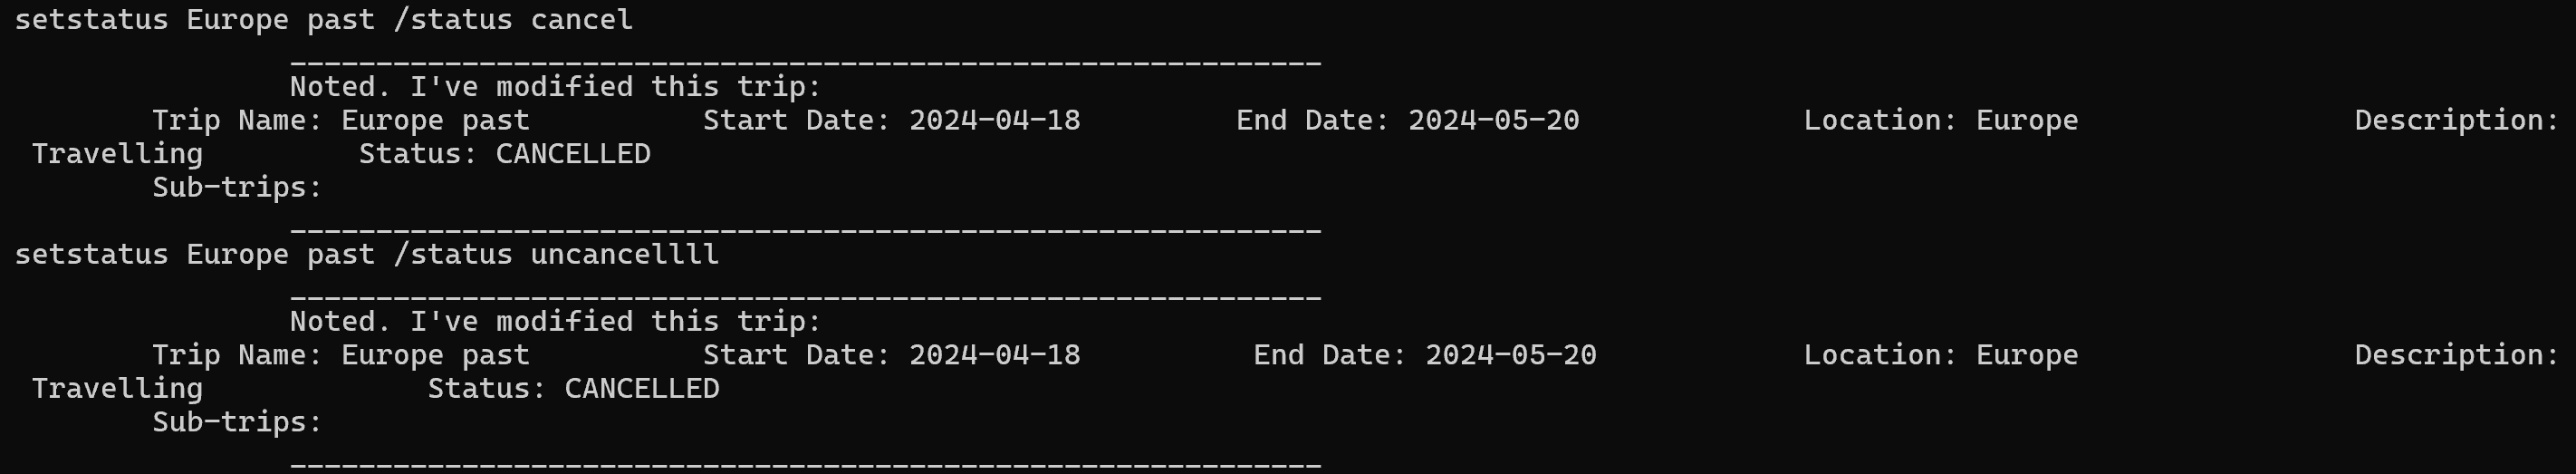 setstatus Europe past /status cancel
____________________________________________________________
Noted. I've modified this trip:
Trip Name: Europe past          Start Date: 2024-04-18         End Date: 2024-05-20             Location: Europe                Description:
Travelling         Status: CANCELLED
Sub-trips:
____________________________________________________________
setstatus Europe past /status uncancellll
____________________________________________________________
Noted. I've modified this trip:
Trip Name: Europe past          Start Date: 2024-04-18          End Date: 2024-05-20            Location: Europe                Description:
Travelling             Status: CANCELLED
Sub-trips:
____________________________________________________________